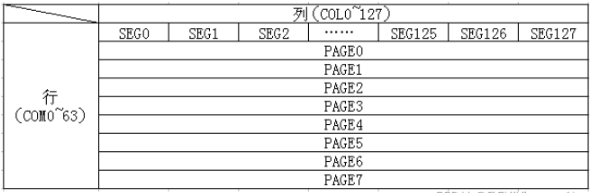 列(COL0~127)
SEG0 SEG1 SEG2 …… SEG125 SEG126 SEG127
PAGE0
PAGE1
PAGE2
PAGE3
行
(COM0~63)
PAGE4
PAGE5
PAGE6
PAGE7